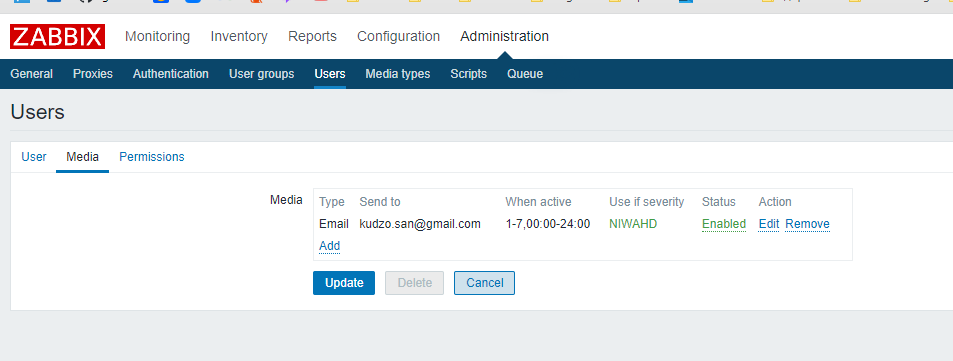 ZABBIX Monitoring Inventory Reports Configuration Administration
General Proxies Authentication User groups Users Media types Scripts Queue
Users
User Media Permissions
Media Type Send to When active Use if severity Status Action
Email kudzo.san@gmail.com 1-7,00:00-24:00 NIWAHD Enabled Edit Remove
Add
Update Delete Cancel